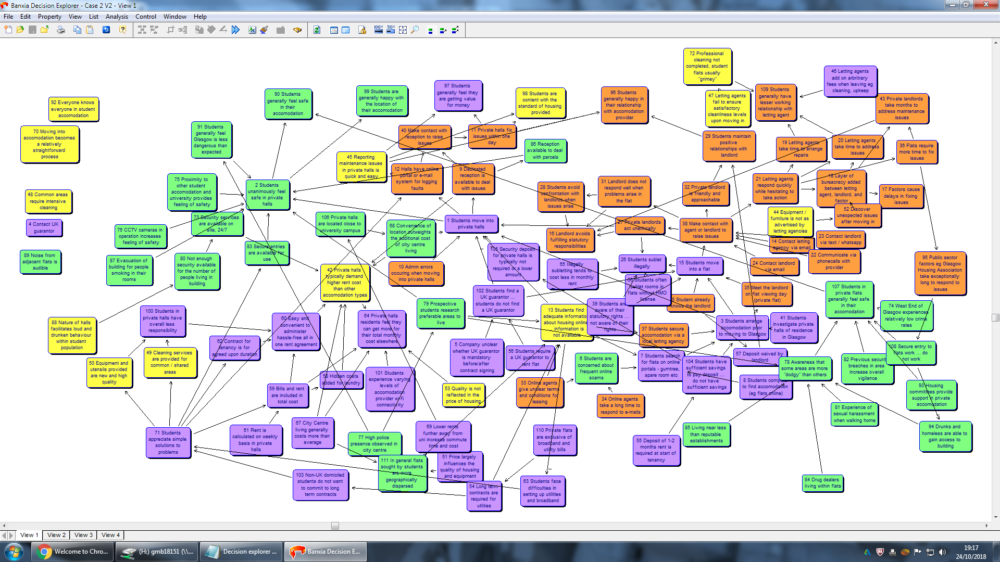 Banxia Decision Explorer - Case 2 V2 - View 1
File Edit Property View List Analysis Control Window Help
72 Professional
cleaning not
completed, student
flats usually
"grimey"
46 Letting agents
add on arbritrary
fees when leaving eg
cleaning, upkeep
97 Students
generally feel they
are getting value
for money
99 Students are
generally happy with
the location of
their accomodation
98 Students are
content with the
standard of housing
provided
96 Students
generally happy in
their relationship
with accomodation
provider
109 Students
generally have
lesser working
relationship with
letting agent
90 Students
generally feel safe
in their
accomodation
47 Letting agents
fail to ensure
satisfactory
cleanliness levels
upon moving in
43 Private landlords
take months to
address maintenance
issues
92 Everyone knows
everyone in student
accomodation
91 Students
generally feel
Glasgow is less
dangerous than
expected
70 Moving into
accomodation becomes
a relatively
straightforward
process
40 Make contact with
reception to raise
issues
11 Private halls fix
issues within one
day
86 Reception
available to deal
with parcels
29 Students maintain
positive
relationships with
landlord
19 Letting agents
take time to arrange
repairs
20 Letting agents
take time to address
issues
36 Flats require
more time to fix
issues
45 Reporting
maintenance issues
in private halls is
quick and easy
12 Halls have online
portal or e-mail
system for logging
faults
9 Dedicated
reception is
available to deal
with issues
75 Proximity to
other student
accomodation and
university provides
feeling of safety
2 Students
unanimously feel
safe in private
halls
28 Students avoid
confrontation with
landlords when
issues arise
31 Landlord does not
respond well when
problems arise in
the flat
32 Private landlord
is friendly and
approachable
21 Letting agents
respond quickly
while hesitating to
take action
18 Layer of
bureacracy added
between letting
agent, landlord, and
factor
17 Factors cause
delays in fixing
issues
48 Common areas
require intensive
cleaning
52 Discover
unexpected issues
after moving in
44 Equipment /
furniture is not as
advertised by
letting agencies
73 Security services
are available on
site, 24/7
106 Private halls
are located close to
university campus
68 Convenience of
location outweights
the additional cost
of city centre
living
1 Students move into
private halls
27 Private landlords
act unethically
38 Make contact with
agent or landlord to
raise issues
4 Contact UK
guarantor
76 CCTV cameras in
operation increases
feeling of safety
16 Landlord avoids
fulfilling statutory
responsibilities
14 Contact letting
agency via email
23 Contact landlord
via text / whatsapp
83 Secure entries
are available for
use
105 Security deposit
for private halls is
typically not
required or a lower
amount
22 Communicate via
phonecalls with
provider
89 Noise from
adjacent flats is
audible
87 Evacuation of
building for people
smoking in their
rooms
80 Not enough
security available
for the number of
people living in
building
42 Private halls
typically demand
higher rent cost
than other
accomodation types
10 Admin errors
occuring when moving
into private halls
65 Illegally
subletting tends to
cost less in monthly
rent
26 Students sublet
illegally
15 Students move
into a flat
24 Contact landlord
via email
95 Public sector
factors eg Glasgow
Housing Association
take exceptionally
long to respond to
issues
Students often
sublet rooms in
flats without HMO
license
35 Meet the landlord
on flat viewing day
(private flat)
107 Students in
private flats
generally feel safe
in their
accomodation
102 Students find a
UK guarantor ...
students do not find
a UK guarantor
Student already
knows the landlord
39 Students are
aware of their
statutory rights ...
not aware of their
rights
74 West End of
Glasgow experiences
relatively low crime
rates
79 Prospective
students research
preferable areas to
live
13 Students find
adequate information
about housing online
information is
not available
100 Students in
private halls have
overall less
responsibility
60 Easy and
convenient to
administer
hassle-free all in
one rent agreement
64 Private halls
residents feel they
can get more for
their total monthly
cost elsewhere
88 Nature of halls
facilitates loud and
drunken behaviour
within student
population
3 Students arrange
accomodation prior
to moving to Glasgow
41 Students
investigate private
halls of residence
in Glasgow
37 Students secure
accomodation via a
local letting agency
62 Contract for
tenancy is for
agreed upon duration
5 Company unclear
whether UK guarantor
is mandatory
before/after
contract signing
56 Students require
a UK guarantor to
rent flat
108 Secure entry to
flats work ... do
not work
49 Cleaning services
are provided for
common / shared
areas
50 Equipment and
utensils provided
are new and high
quality
6 Students are
concerned about
frequent online
scams
7 Students search
for flats on online
portals - gumtree,
spare room etc
104 Students have
sufficient savings
to pay deposit ...
do not have
sufficient savings
57 Deposit waived by
landlord
78 Awareness that
some areas are more
"dodgy" than others
82 Previous security
breaches in area
increase overall
vigilance
58 Hidden costs
added for laundry
101 Students
experience varying
levels of
accomodation
provider wi-fi
connectivity
8 Students compete
to find accomodation
(eg flats online)
93 Housing
committees provide
support in private
accomodation
59 Bills and rent
are included in
total cost
53 Quality is not
reflected in the
price of housing
33 Online agents
give unclear terms
and conditions for
leasing
34 Online agents
take a long time to
respond to e-mails
81 Experience of
sexual harassment
when walking home
71 Students
appreciate simple
solutions to
problems
61 Rent is
calculated on weekly
basis in private
halls
67 City Centre
living generally
costs more than
average
77 High police
presence observed in
city centre
69 Lower rents
further away from
uni increase commute
time and cost
110 Private flats
are exclusive of
broadband and
utility bills
85 Living near less
than reputable
establishments
94 Drunks and
homeless are able to
gain access to
building
55 Deposit of 1-2
months rent is
required at start of
tenancy
111 In general flats
sought by students
are more
geographically
dispersed
51 Price largely
influences the
quality of housing
and equipment
103 Non-UK domiciled
students do not want
to commit to long
term contracts
54 Long term
contracts are
required for
utlities
63 Students face
difficulties in
setting up utilities
and broadband
84 Drug dealers
living within flats
View 1 View 2 View 3 View 4
Welcome to Chro...
(H:) gmb18151 (\\...
Decision explorer ...
Banxia Decision E...
19:17
24/10/2018